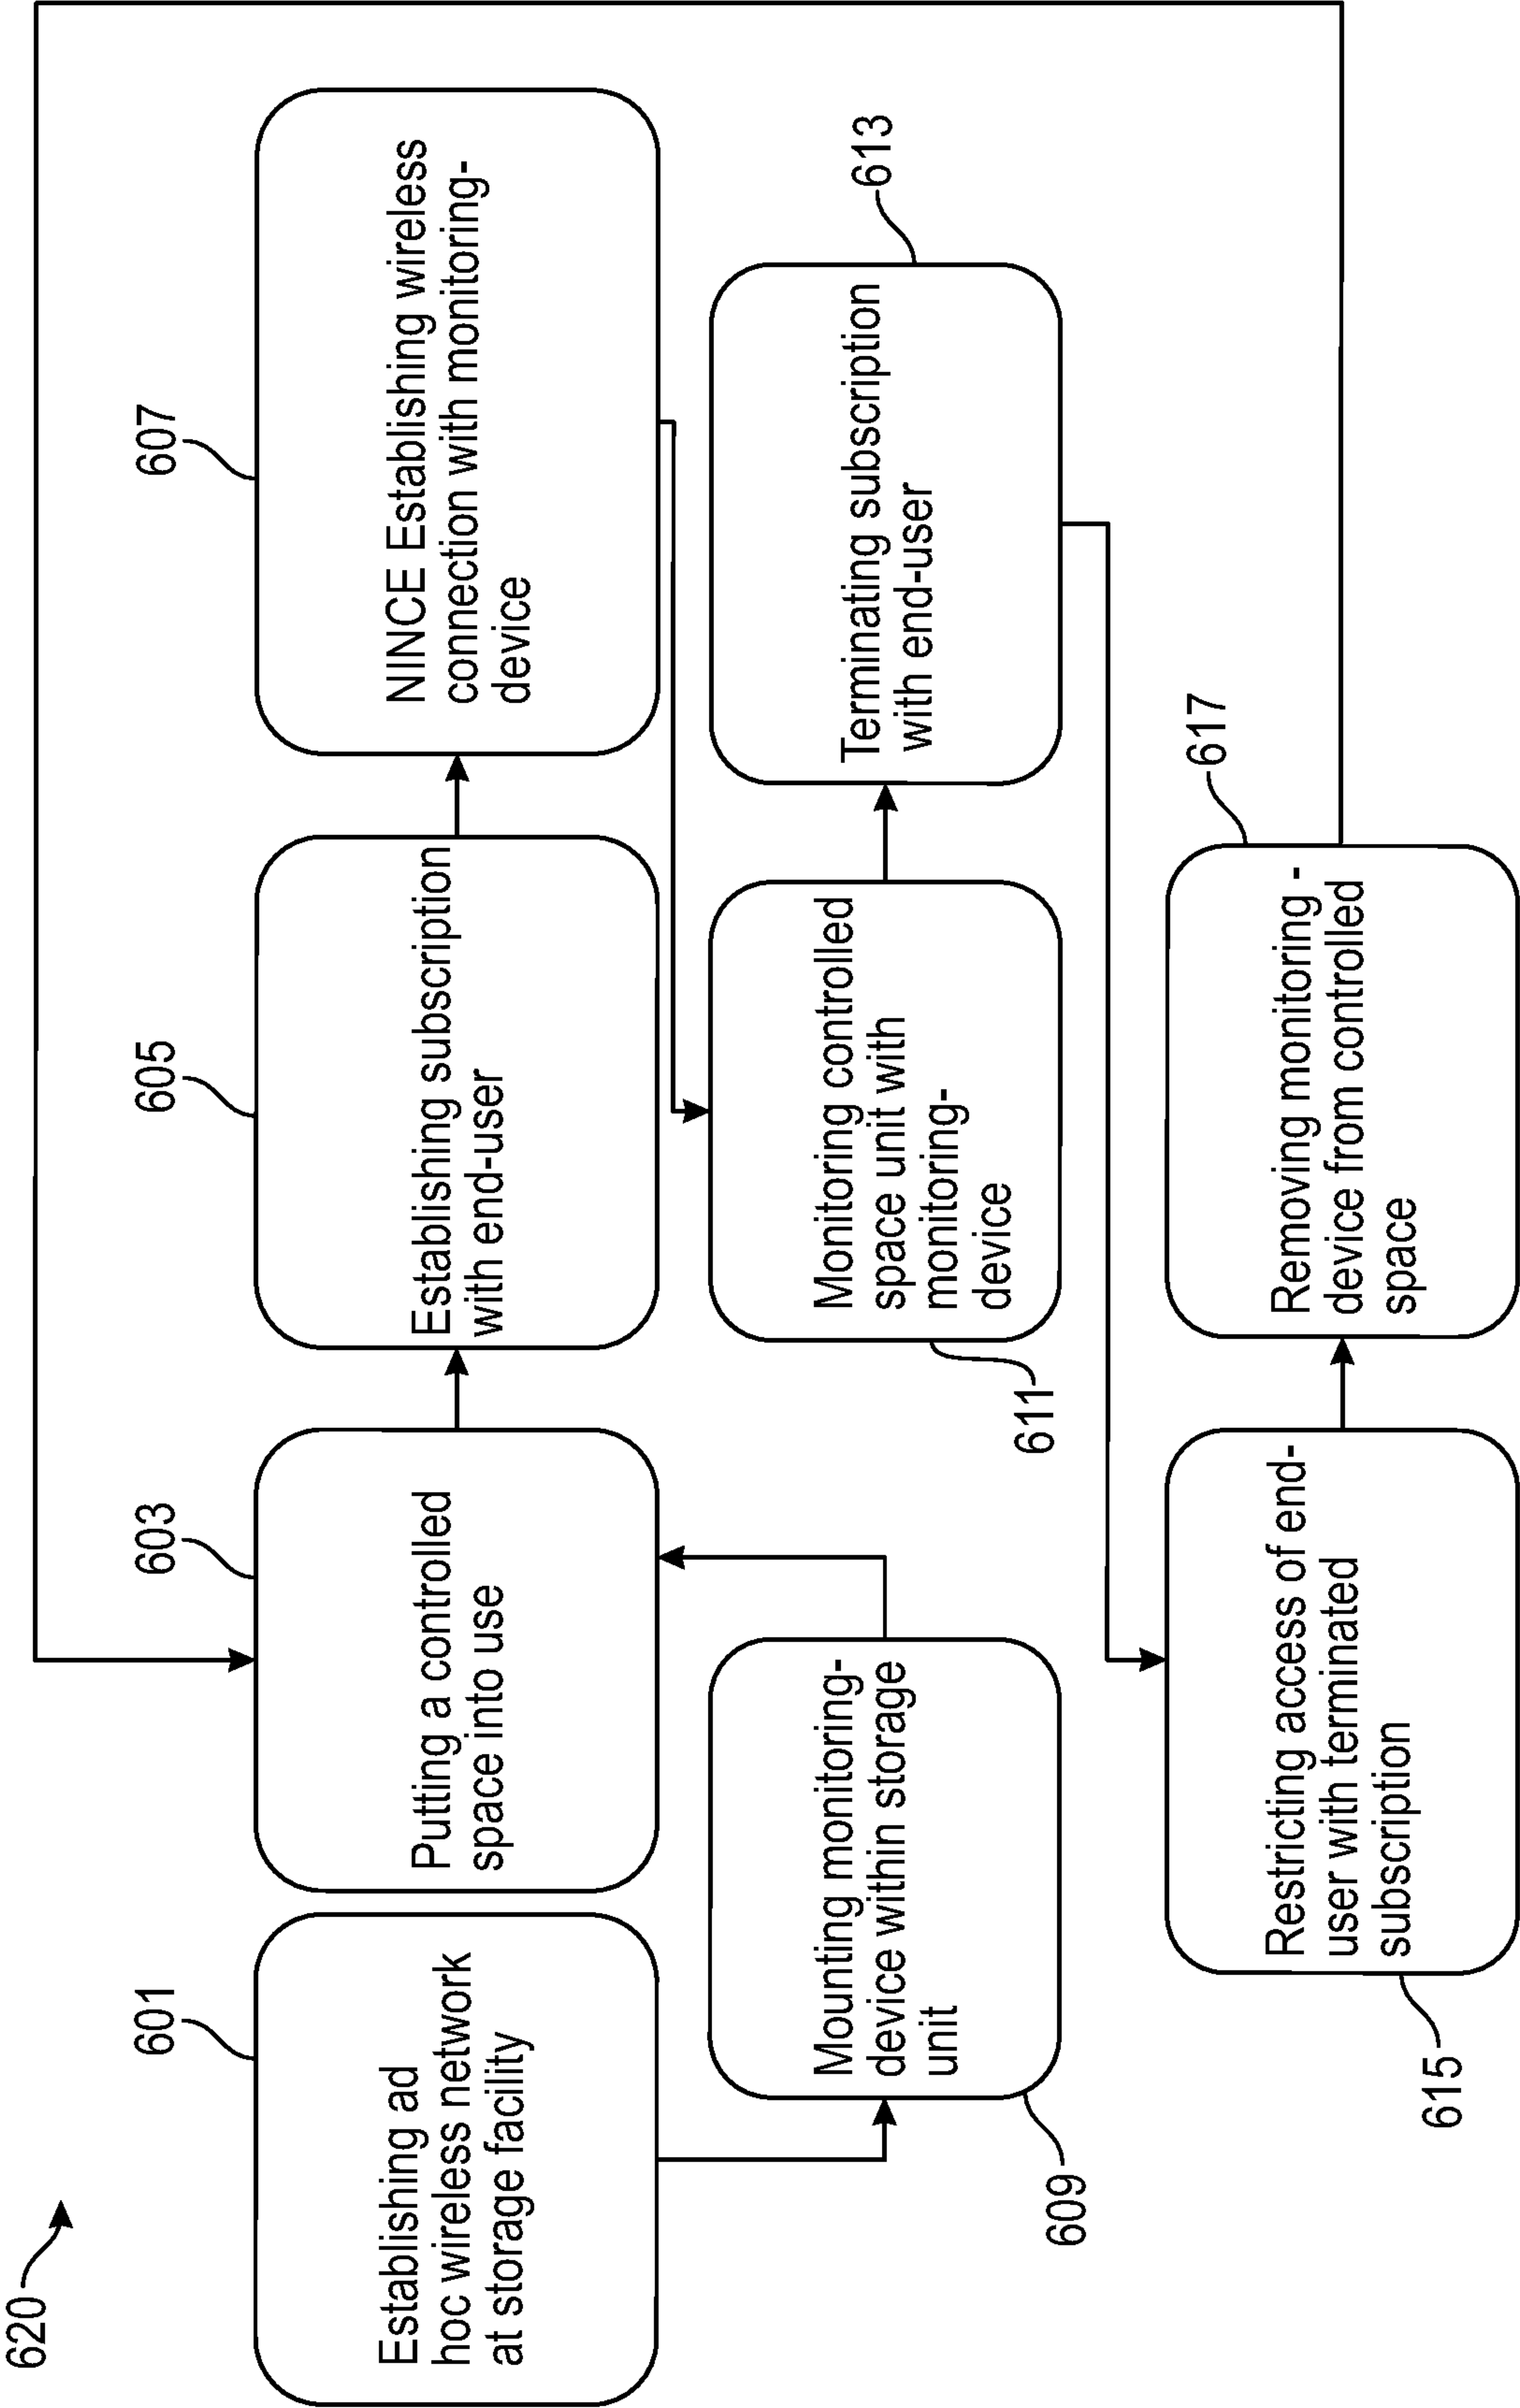 620
601
Establishing ad
hoc wireless network
at storage facility
603
Putting a controlled
space into use
605
Establishing subscription
with end-user
607
NINCE Establishing wireless
connection with monitoring-
device
609
Mounting monitoring-
device within storage
unit
611
Monitoring controlled
space unit with
monitoring-
device
613
Terminating subscription
with end-user
615
Restricting access of end-
user with terminated
subscription
617
Removing monitoring -
device from controlled
space